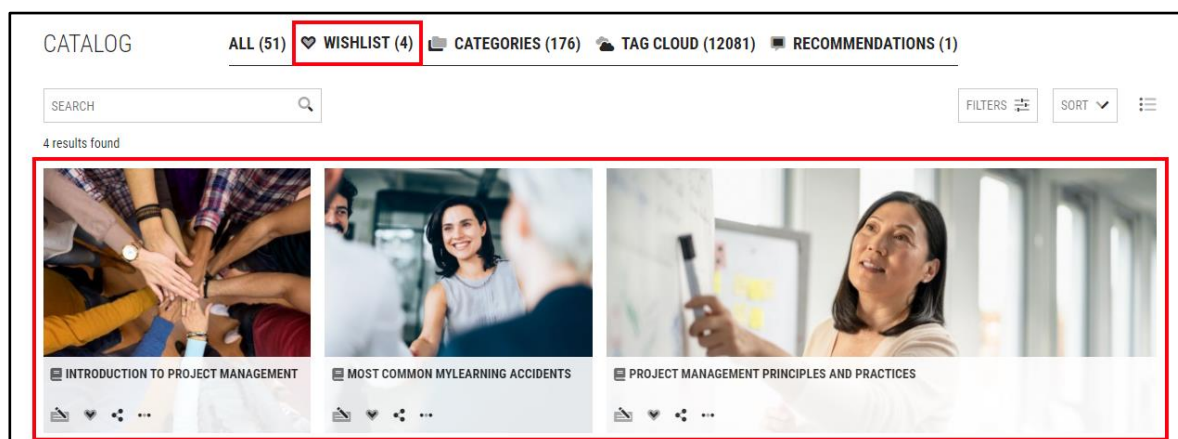 CATALOG ALL (51) WISHLIST (4) CATEGORIES (176) TAG CLOUD (12081) RECOMMENDATIONS (1)
SEARCH FILTERS SORT
4 results found
INTRODUCTION TO PROJECT MANAGEMENT MOST COMMON MYLEARNING ACCIDENTS PROJECT MANAGEMENT PRINCIPLES AND PRACTICES